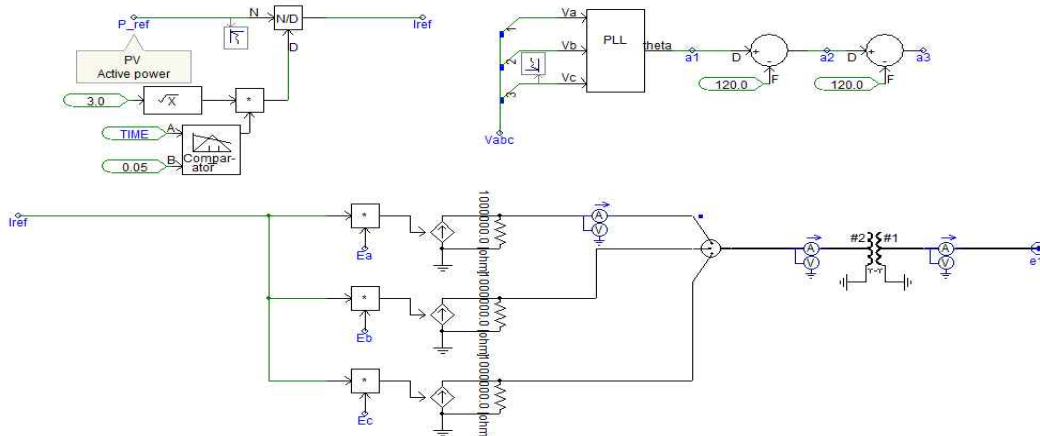 P_ref
N
N/D
D
Iref
PV
Active power
3.0
√X
*
TIME
A
0.05
B
Compar-
ator
Va
Vb
Vc
1
2
3
PLL
theta
a1
D
+
-
F
120.0
a2
D
+
-
F
120.0
a3
Vabc
Iref
*
Ea
1000000.0 [ohm]
A
V
*
Eb
1000000.0 [ohm]
*
Ec
1000000.0 [ohm]
A
V
#2
#1
A
V